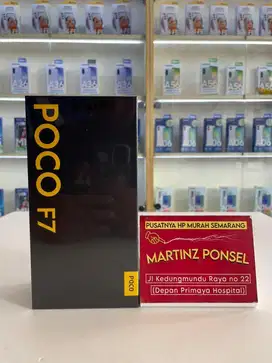 POCO F7
POCO
PUSATNYA HP MURAH SEMARANG
MARTINZ PONSEL
Jl Kedungmundu Raya no 22
(Depan Primaya Hospital)